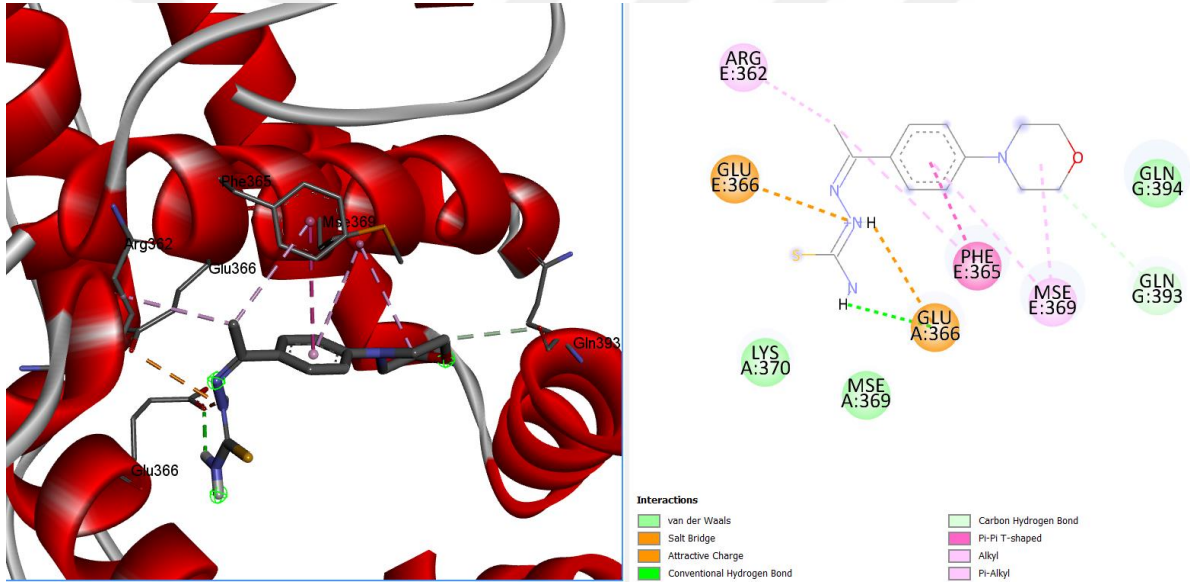 Phe365
Mse369
Arg362
Glu366
Gln393
Glu366
ARG
E:362
GLU
E:366
N
O
GLN
G:394
N
N
H
S
PHE
E:365
N
H
MSE
E:369
GLN
G:393
GLU
A:366
LYS
A:370
MSE
A:369
Interactions
van der Waals
Salt Bridge
Attractive Charge
Conventional Hydrogen Bond
Carbon Hydrogen Bond
Pi-Pi T-shaped
Alkyl
Pi-Alkyl